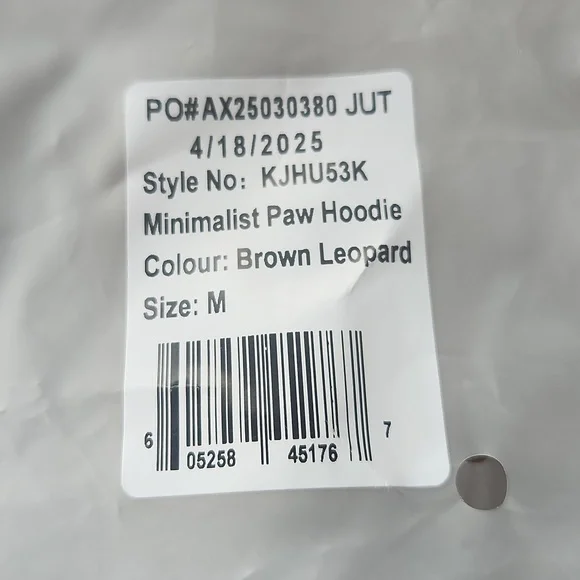 PO#AX25030380 JUT
4/18/2025
Style No: KJHU53K
Minimalist Paw Hoodie
Colour: Brown Leopard
Size: M
6 05258 45176 7